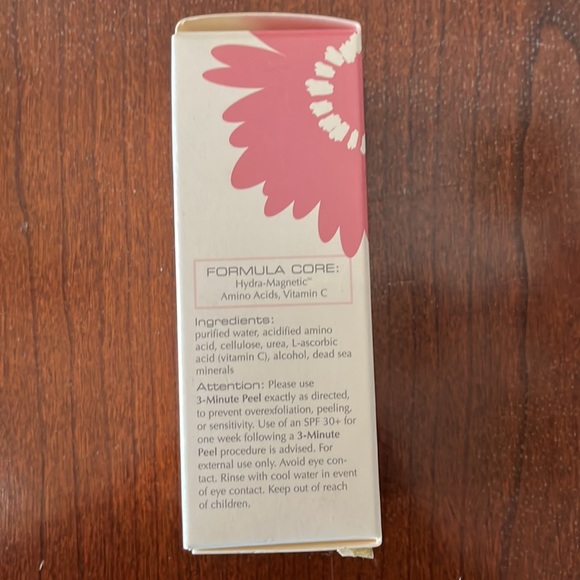 FORMULA CORE:
Hydra-Magnetic™
Amino Acids, Vitamin C
Ingredients:
purified water, acidified amino
acid, cellulose, urea, L-ascorbic
acid (vitamin C), alcohol, dead sea
minerals
Attention: Please use
3-Minute Peel exactly as directed,
to prevent overexfoliation, peeling,
or sensitivity. Use of an SPF 30+ for
one week following a 3-Minute
Peel procedure is advised. For
external use only. Avoid eye con-
tact. Rinse with cool water in event
of eye contact. Keep out of reach
of children.